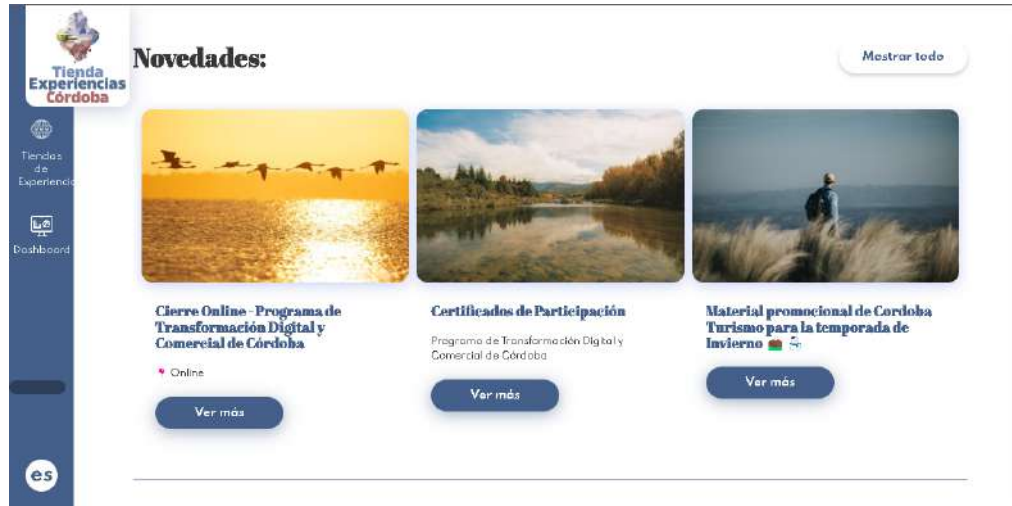 Tienda
Experiencias
Córdoba
Tiendas
de
Experiencia
Dashboard
es
Novedades:
Mostrar todo
Cierre Online - Programa de
Transformación Digital y
Comercial de Córdoba
Online
Ver más
Certificados de Participación
Programa de Transformación Digital y
Comercial de Córdoba
Ver más
Material promocional de Cordoba
Turismo para la temporada de
Invierno
Ver más